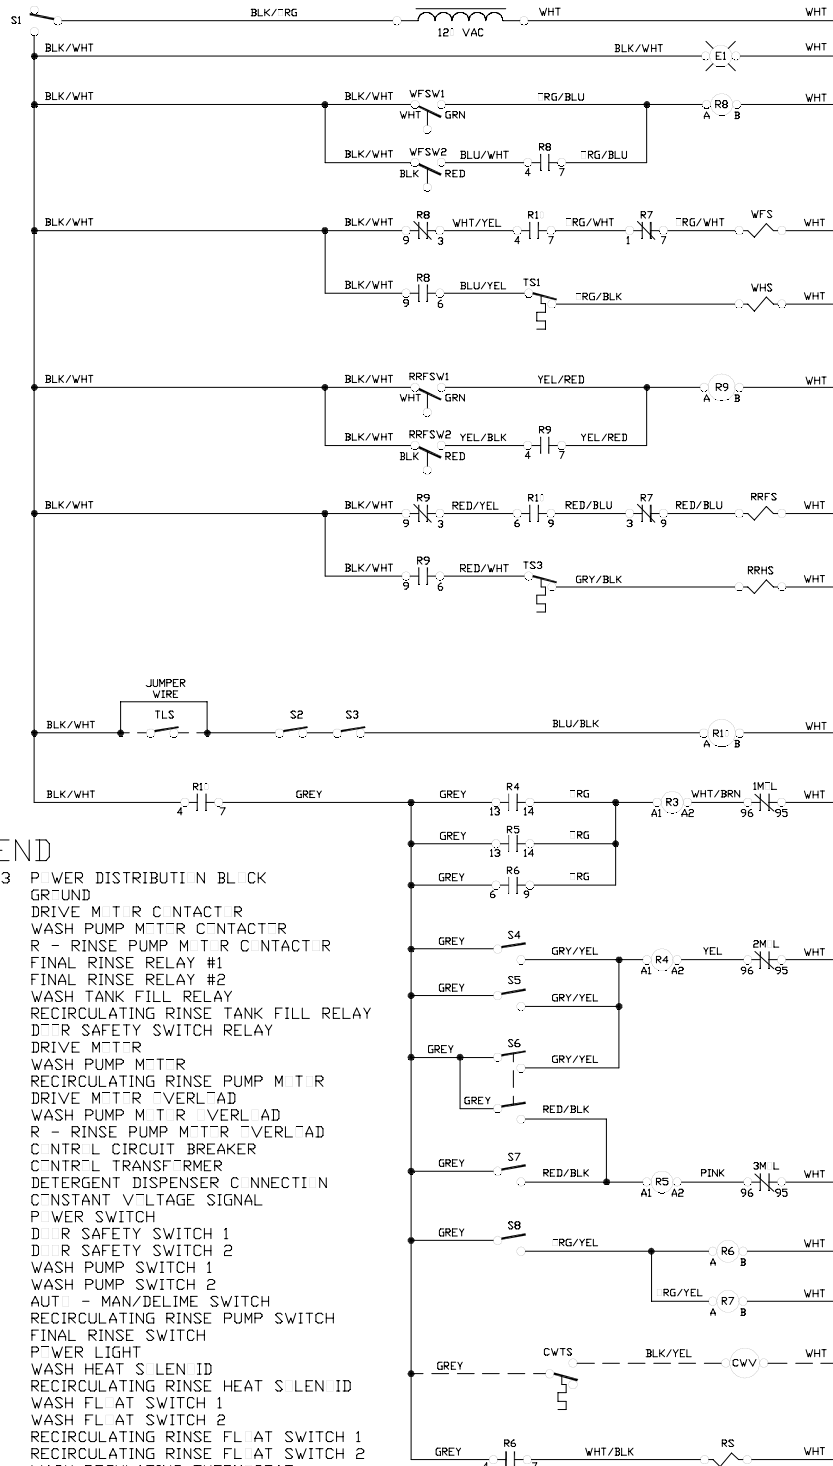 S1 BLK/ORG 120 VAC WHT WHT
BLK/WHT BLK/WHT E1 WHT
BLK/WHT BLK/WHT WFSW1 ORG/BLU R8 WHT
WHT GRN A B
BLK/WHT WFSW2 BLU/WHT R8 ORG/BLU
BLK RED 4 7
BLK/WHT BLK/WHT R8 WHT/YEL R10 ORG/WHT R7 ORG/WHT WFS WHT
9 3 4 7 1 7
BLK/WHT R8 BLU/YEL TS1 ORG/BLK WHS WHT
9 6
BLK/WHT BLK/WHT RRFSW1 YEL/RED R9 WHT
WHT GRN A B
BLK/WHT RRFSW2 YEL/BLK R9 YEL/RED
BLK RED 4 7
BLK/WHT BLK/WHT R9 RED/YEL R10 RED/BLU R7 RED/BLU RRFS WHT
9 3 6 9 3 9
BLK/WHT R9 RED/WHT TS3 GRY/BLK RRHS WHT
9 6
JUMPER
WIRE
BLK/WHT TLS S2 S3 BLU/BLK R10 WHT
A B
BLK/WHT R10 GREY GREY R4 ORG R3 WHT/BRN 1MOL WHT
4 7 13 14 A1 A2 96 95
GREY R5 ORG
13 14
GREY R6 ORG
6 9
GREY S4 GRY/YEL R4 YEL 2MOL WHT
A1 A2 96 95
GREY S5 GRY/YEL
GREY S6 GRY/YEL
GREY RED/BLK
GREY S7 RED/BLK R5 PINK 3MOL WHT
A1 A2 96 95
GREY S8 ORG/YEL R6 WHT
A B
ORG/YEL R7 WHT
A B
GREY CWTS BLK/YEL CWV WHT
GREY R6 WHT/BLK RS WHT
4 7
END
3 POWER DISTRIBUTION BLOCK
GROUND
DRIVE MOTOR CONTACTOR
WASH PUMP MOTOR CONTACTOR
R - RINSE PUMP MOTOR CONTACTOR
FINAL RINSE RELAY #1
FINAL RINSE RELAY #2
WASH TANK FILL RELAY
RECIRCULATING RINSE TANK FILL RELAY
DOOR SAFETY SWITCH RELAY
DRIVE MOTOR
WASH PUMP MOTOR
RECIRCULATING RINSE PUMP MOTOR
DRIVE MOTOR OVERLOAD
WASH PUMP MOTOR OVERLOAD
R - RINSE PUMP MOTOR OVERLOAD
CONTROL CIRCUIT BREAKER
CONTROL TRANSFORMER
DETERGENT DISPENSER CONNECTION
CONSTANT VOLTAGE SIGNAL
POWER SWITCH
DOOR SAFETY SWITCH 1
DOOR SAFETY SWITCH 2
WASH PUMP SWITCH 1
WASH PUMP SWITCH 2
AUTO - MAN/DELIME SWITCH
RECIRCULATING RINSE PUMP SWITCH
FINAL RINSE SWITCH
POWER LIGHT
WASH HEAT SOLENOID
RECIRCULATING RINSE HEAT SOLENOID
WASH FLOAT SWITCH 1
WASH FLOAT SWITCH 2
RECIRCULATING RINSE FLOAT SWITCH 1
RECIRCULATING RINSE FLOAT SWITCH 2